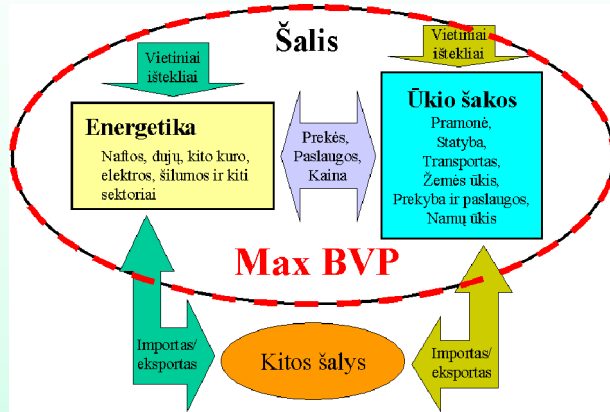 Šalis
Vietiniai
ištekliai
Vietiniai
ištekliai
Energetika
Naftos, dujų, kito kuro,
elektros, šilumos ir kiti
sektoriai
Prekės,
Paslaugos,
Kaina
Ūkio šakos
Pramonė,
Statyba,
Transportas,
Žemės ūkis,
Prekyba ir paslaugos,
Namų ūkis
Max BVP
Importas/
eksportas
Kitos šalys
Importas/
eksportas